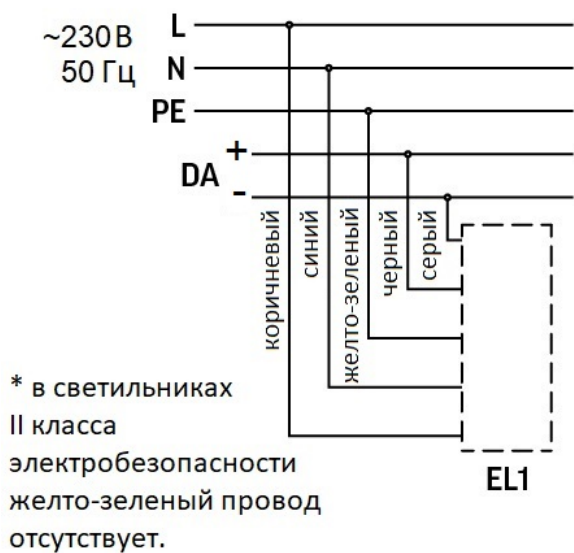 ~230В
50 Гц
L
N
PE
DA
+
-
коричневый
синий
желто-зеленый
черный
серый
EL1
* в светильниках
II класса
электробезопасности
желто-зеленый провод
отсутствует.